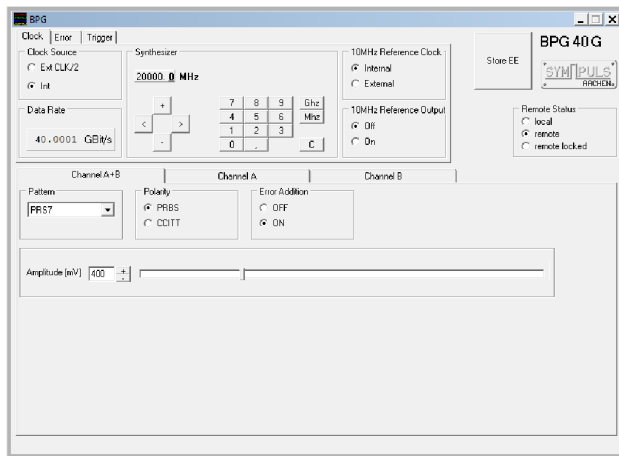 BPG
Clock Error Trigger
Clock Source
Ext CLK/2
Int
Data Rate
40.0001 GBit/s
Synthesizer
20000. 0 MHz
+
< >
-
7 8 9 Ghz
4 5 6 Mhz
1 2 3
0 , C
10MHz Reference Clock
Internal
External
10MHz Reference Output
Off
On
Store EE
BPG 40 G
SYMPULS
AACHEN
Remote Status
local
remote
remote locked
Channel A+B Channel A Channel B
Pattern
PRS7
Polarity
PRBS
CCITT
Error Addition
OFF
ON
Amplitude (mV) 400 + -